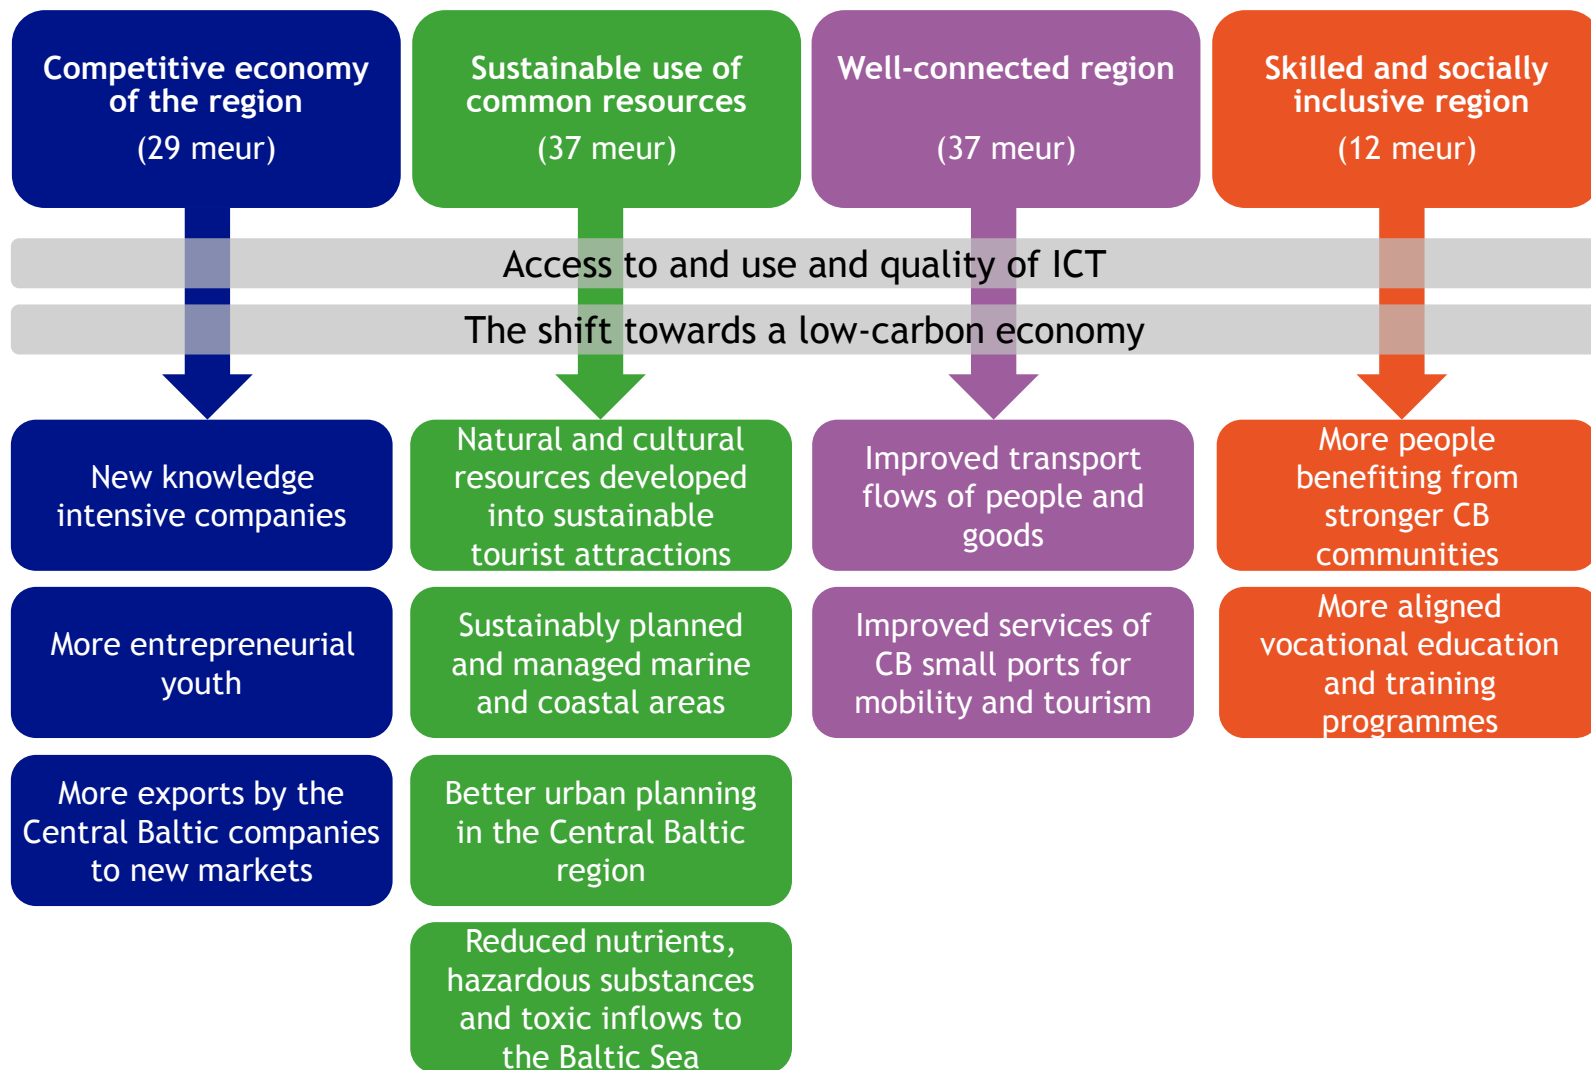 Competitive economy
of the region
(29 meur)
Sustainable use of
common resources
(37 meur)
Well-connected region
(37 meur)
Skilled and socially
inclusive region
(12 meur)
Access to and use and quality of ICT
The shift towards a low-carbon economy
New knowledge
intensive companies
More entrepreneurial
youth
More exports by the
Central Baltic companies
to new markets
Natural and cultural
resources developed
into sustainable
tourist attractions
Sustainably planned
and managed marine
and coastal areas
Better urban planning
in the Central Baltic
region
Reduced nutrients,
hazardous substances
and toxic inflows to
the Baltic Sea
Improved transport
flows of people and
goods
Improved services of
CB small ports for
mobility and tourism
More people
benefiting from
stronger CB
communities
More aligned
vocational education
and training
programmes